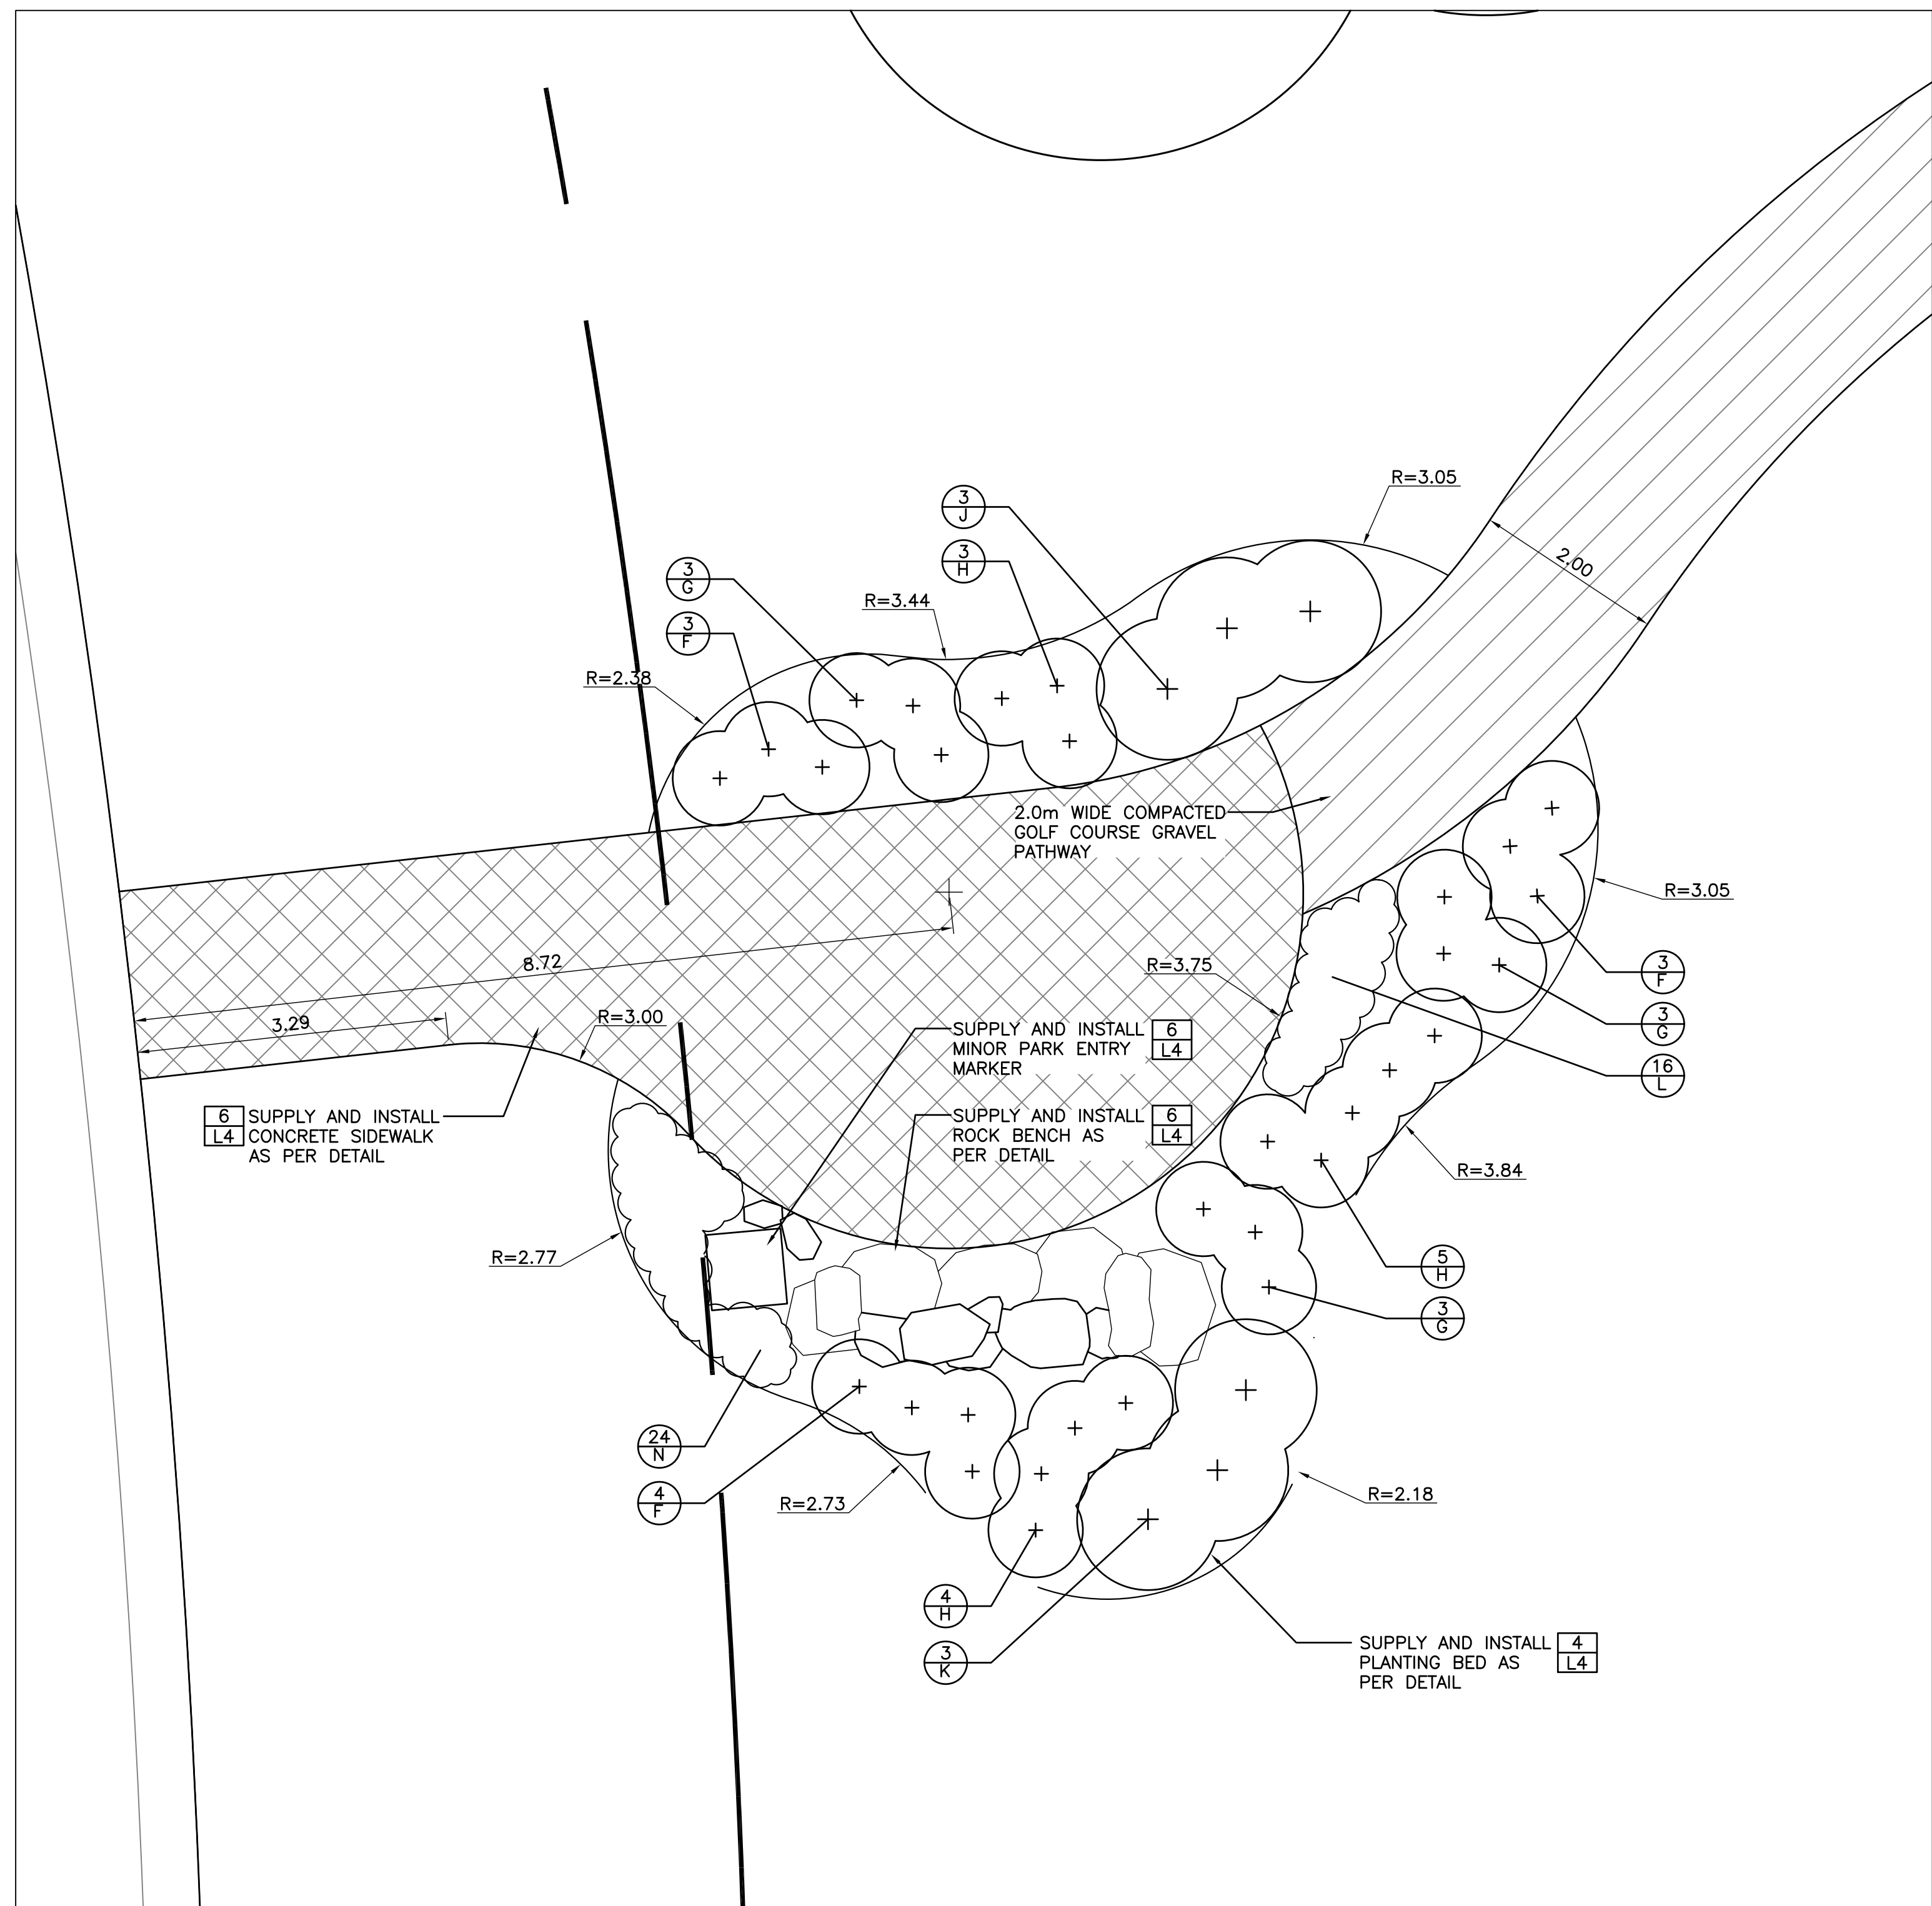 R=3.05
3
J
3
H
3
G
R=3.44
3
F
R=2.38
2.00
2.0m WIDE COMPACTED
GOLF COURSE GRAVEL
PATHWAY
R=3.05
8.72
R=3.75
3
F
3.29
R=3.00
3
G
SUPPLY AND INSTALL
MINOR PARK ENTRY
MARKER
6
L4
16
L
6
L4
SUPPLY AND INSTALL
CONCRETE SIDEWALK
AS PER DETAIL
SUPPLY AND INSTALL
ROCK BENCH AS
PER DETAIL
6
L4
R=3.84
R=2.77
5
H
3
G
24
N
4
F
R=2.73
R=2.18
4
H
3
K
SUPPLY AND INSTALL
PLANTING BED AS
PER DETAIL
4
L4